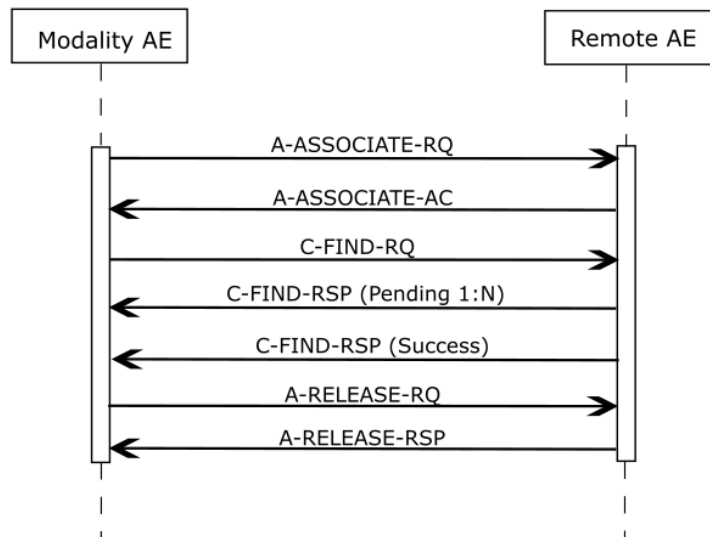 Modality AE
Remote AE
A-ASSOCIATE-RQ
A-ASSOCIATE-AC
C-FIND-RQ
C-FIND-RSP (Pending 1:N)
C-FIND-RSP (Success)
A-RELEASE-RQ
A-RELEASE-RSP